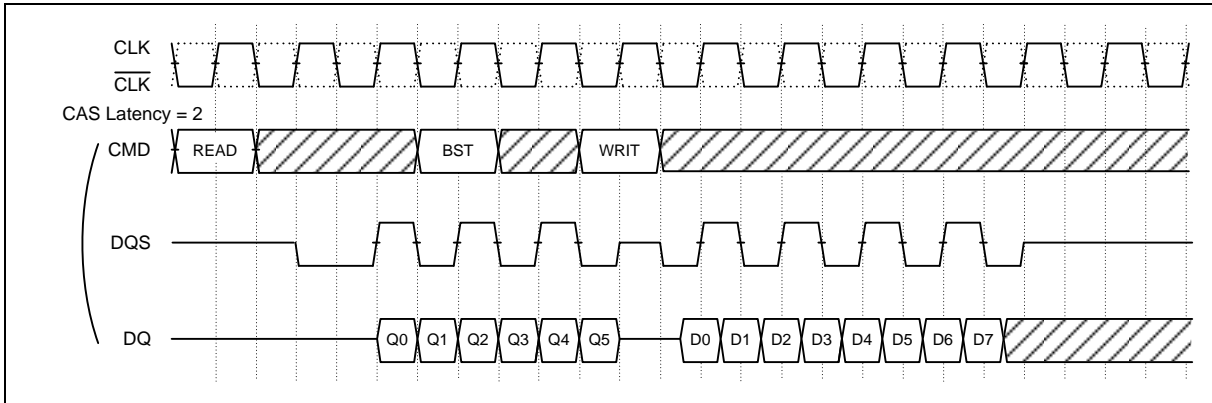 CLK
CLK
CAS Latency = 2
CMD READ BST WRIT
DQS
DQ Q0 Q1 Q2 Q3 Q4 Q5 D0 D1 D2 D3 D4 D5 D6 D7